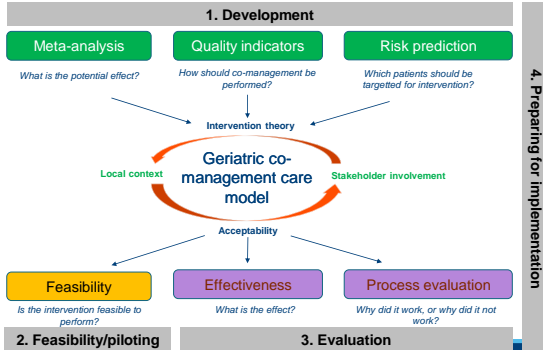 1. Development
Meta-analysis
Quality indicators
Risk prediction
What is the potential effect?
How should co-management be
performed?
Which patients should be
targetted for intervention?
Intervention theory
Local context
Geriatric co-
management care
model
Stakeholder involvement
Acceptability
Feasibility
Effectiveness
Process evaluation
Is the intervention feasible to
perform?
What is the effect?
Why did it work, or why did it not
work?
2. Feasibility/piloting
3. Evaluation
4. Preparing for implementation